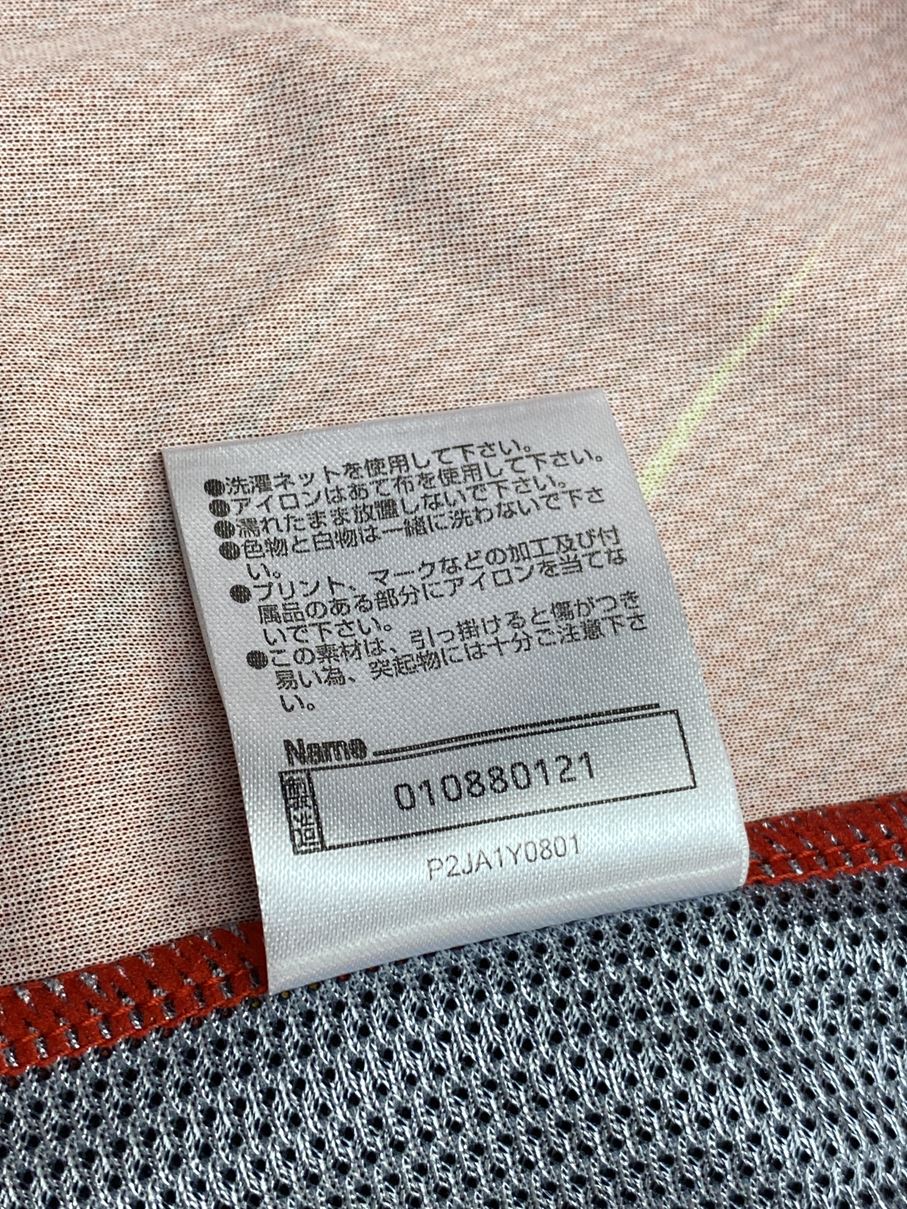 ●洗濯ネットを使用して下さい。
●アイロンはあて布を使用して下さい。
●濡れたまま放置しないで下さい。
●色物と白物は一緒に洗わないで下さ
い。
●プリント、マークなどの加工及び付
属品のある部分にアイロンを当てな
いで下さい。
●この素材は、引っ掛けると傷がつき
易い為、突起物には十分ご注意下さ
い。
Name
010880121
P2JA1Y0801